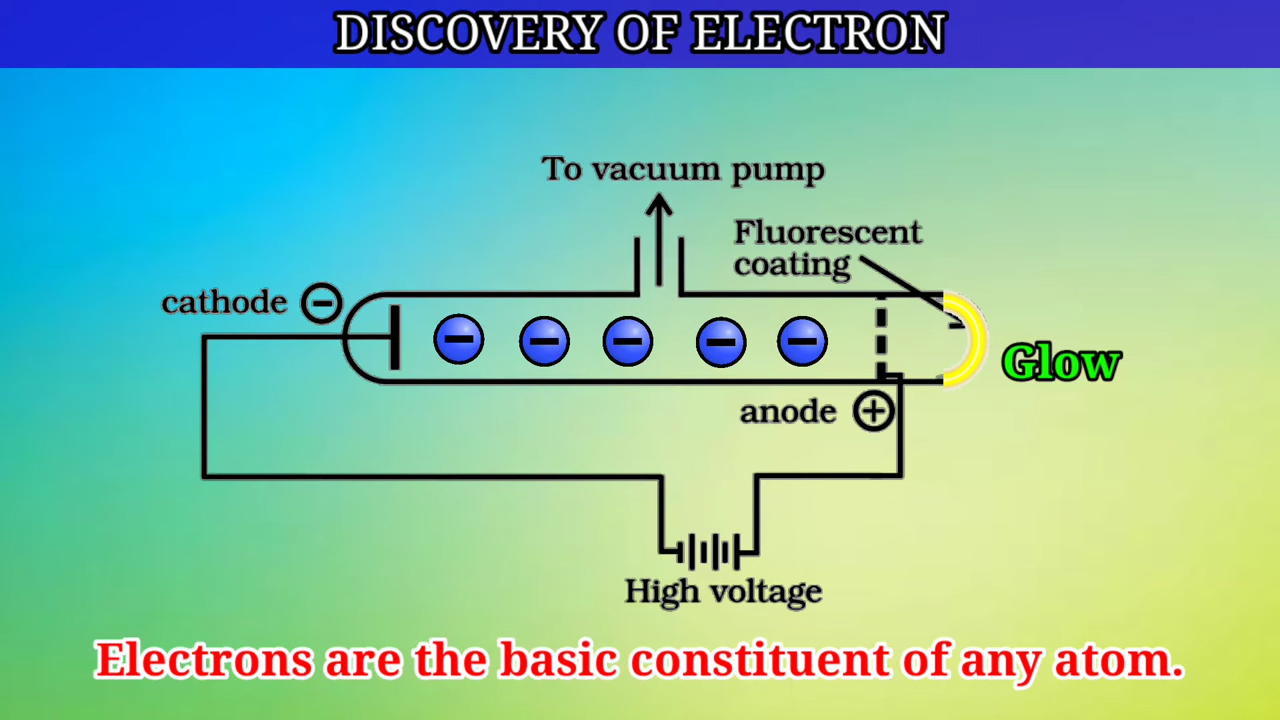 DISCOVERY OF ELECTRON
To vacuum pump
Fluorescent
coating
cathode
Glow
anode
High voltage
Electrons are the basic constituent of any atom.